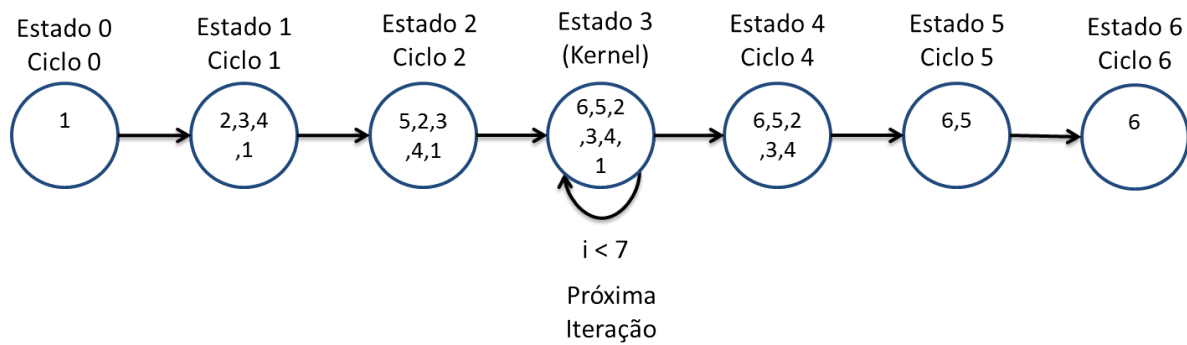 Estado 0
Ciclo 0
Estado 1
Ciclo 1
Estado 2
Ciclo 2
Estado 3
(Kernel)
Estado 4
Ciclo 4
Estado 5
Ciclo 5
Estado 6
Ciclo 6
1
2,3,4
,1
5,2,3
,4,1
6,5,2
,3,4,
1
6,5,2
3,4
6,5
6
i < 7
Próxima
Iteração